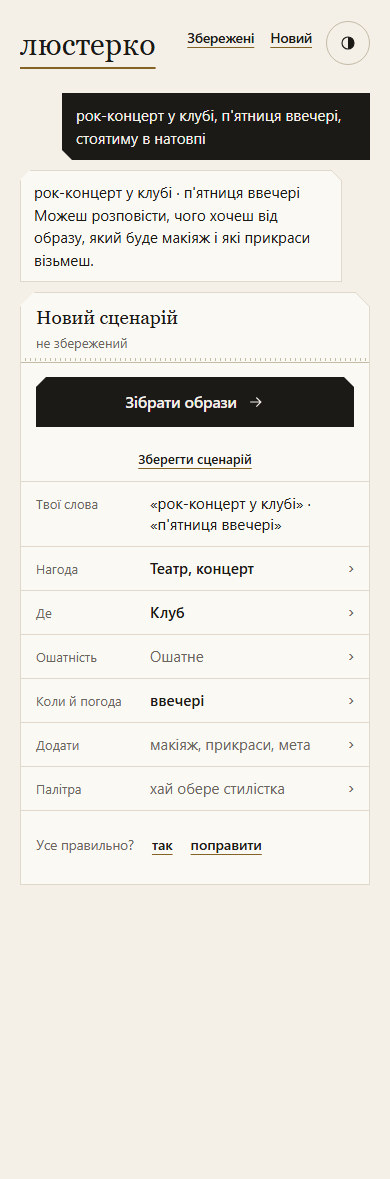 люстерко
Збережені Новий
рок-концерт у клубі, п'ятниця ввечері,
стоятиму в натовпі
рок-концерт у клубі · п'ятниця ввечері
Можеш розповісти, чого хочеш від
образу, який буде макіяж і які прикраси
візьмеш.
Новий сценарій
не збережений
Зібрати образи →
Зберегти сценарій
Твої слова «рок-концерт у клубі» ·
«п'ятниця ввечері»
Нагода Театр, концерт ›
Де Клуб ›
Ошатність Ошатне ›
Коли й погода ввечері ›
Додати макіяж, прикраси, мета ›
Палітра хай обере стилістка ›
Усе правильно? так поправити